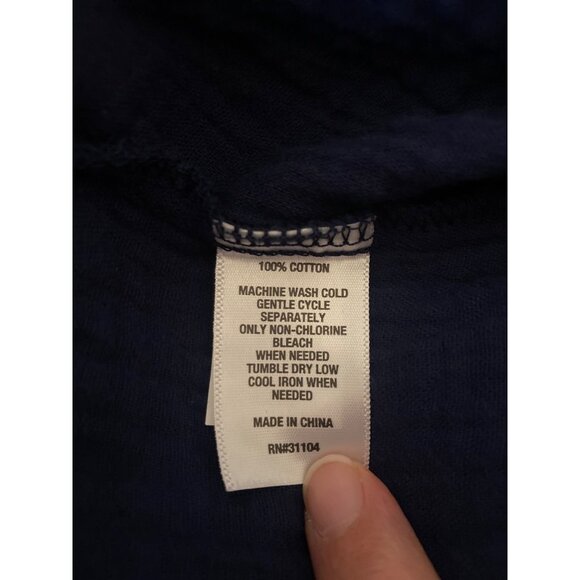 100% COTTON
MACHINE WASH COLD
GENTLE CYCLE
SEPARATELY
ONLY NON-CHLORINE
BLEACH
WHEN NEEDED
TUMBLE DRY LOW
COOL IRON WHEN
NEEDED
MADE IN CHINA
RN#31104